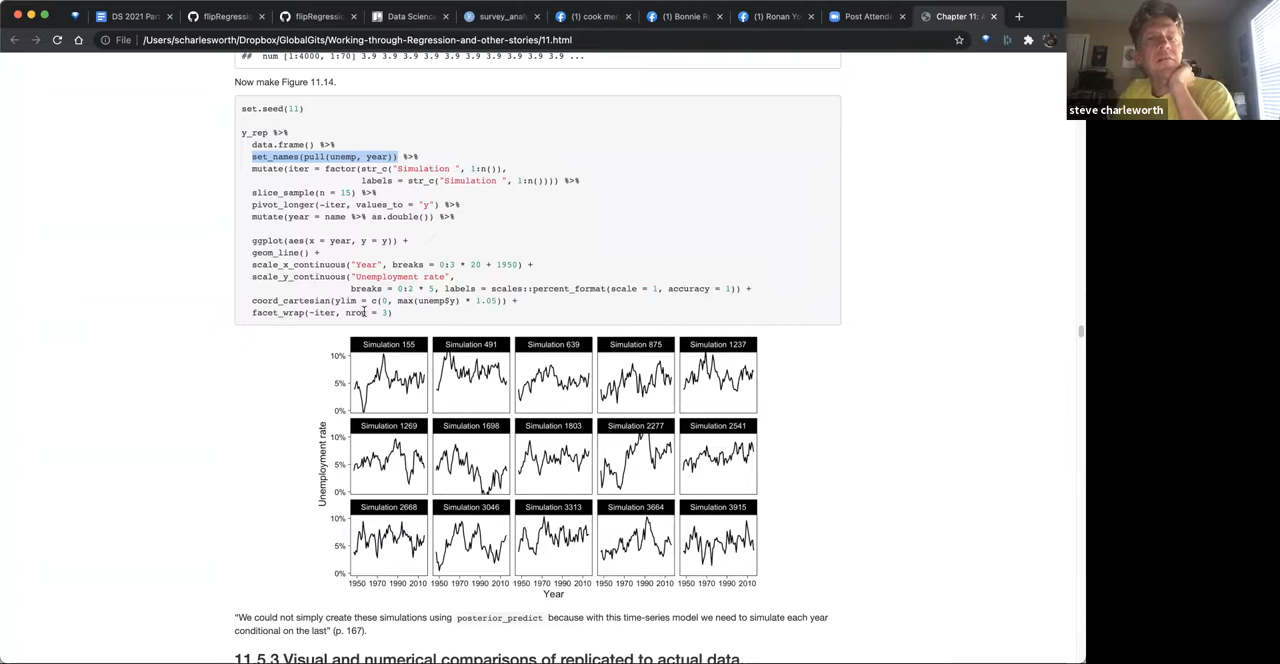 DS 2021 Par
flipRegressio
flipRegressic
Data Scienc
survey_anal
(1) cook me
(1) Bonnie Ro
(1) Ronan Yo
Post Attende
Chapter 11: A
File /Users/scharlesworth/Dropbox/GlobalGits/Working-through-Regression-and-other-stories/11.html
steve charleworth
## num [1:4000, 1:70] 3.9 3.9 3.9 3.9 3.9 3.9 3.9 3.9 3.9 3.9 ...
Now make Figure 11.14.
set.seed(11)
y_rep %>%
data.frame() %>%
set_names(pull(unemp, year)) %>%
mutate(iter = factor(str_c("Simulation ", 1:n()),
labels = str_c("Simulation ", 1:n()))) %>%
slice_sample(n = 15) %>%
pivot_longer(-iter, values_to = "y") %>%
mutate(year = name %>% as.double()) %>%
ggplot(aes(x = year, y = y)) +
geom_line() +
scale_x_continuous("Year", breaks = 0:3 * 20 + 1950) +
scale_y_continuous("Unemployment rate",
breaks = 0:2 * 5, labels = scales::percent_format(scale = 1, accuracy = 1)) +
coord_cartesian(ylim = c(0, max(unemp$y) * 1.05)) +
facet_wrap(~iter, nrow = 3)
Simulation 155 Simulation 491 Simulation 639 Simulation 875 Simulation 1237
10%
5%
0%
Simulation 1269 Simulation 1698 Simulation 1803 Simulation 2277 Simulation 2541
10%
5%
0%
Simulation 2668 Simulation 3046 Simulation 3313 Simulation 3664 Simulation 3915
10%
5%
0%
Unemployment rate
1950 1970 1990 2010 1950 1970 1990 2010 1950 1970 1990 2010 1950 1970 1990 2010 1950 1970 1990 2010
Year
"We could not simply create these simulations using posterior_predict because with this time-series model we need to simulate each year
conditional on the last" (p. 167).
11.5.3 Visual and numerical comparisons of replicated to actual data.